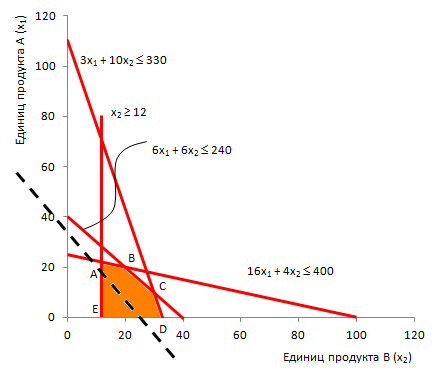 Единиц продукта A (x₁)
120
100
80
60
40
20
0
3x₁ + 10x₂ ≤ 330
x₂ ≥ 12
6x₁ + 6x₂ ≤ 240
16x₁ + 4x₂ ≤ 400
A
B
C
E
D
0 20 40 60 80 100 120
Единиц продукта B (x₂)